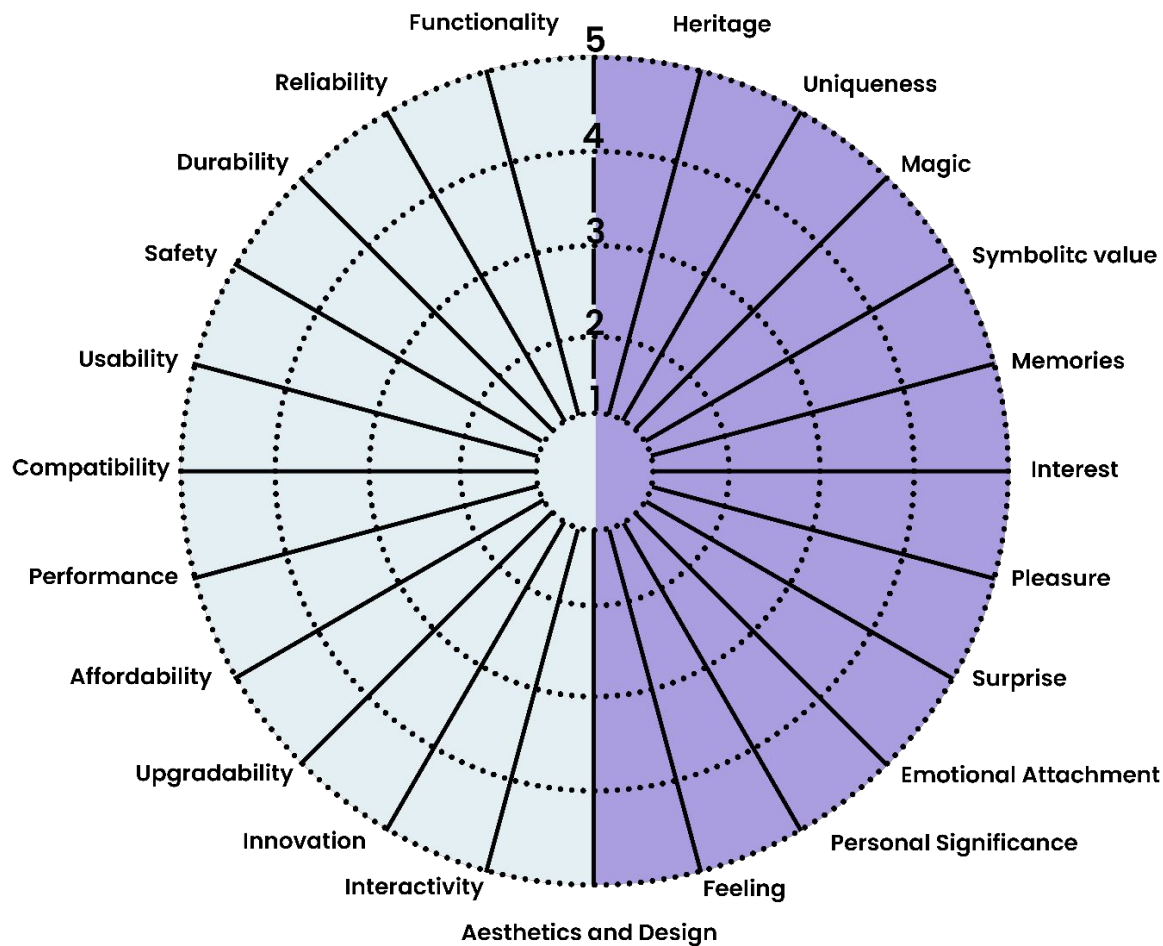 Functionality
5
Heritage
Reliability
Uniqueness
4
Durability
Magic
3
Safety
Symbolitc value
2
Usability
Memories
1
Compatibility
Interest
Performance
Pleasure
Affordability
Surprise
Upgradability
Emotional Attachment
Innovation
Personal Significance
Interactivity
Feeling
Aesthetics and Design